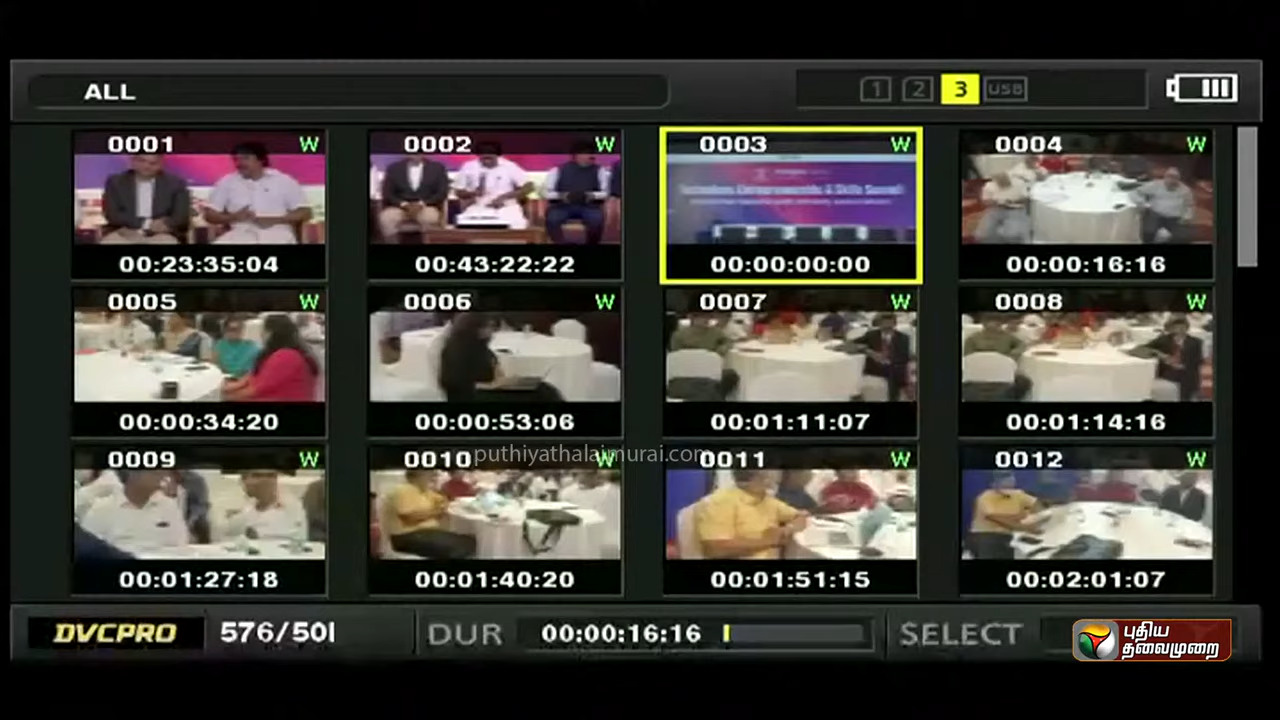 ALL
1 2 3 USB
0001 W
0002 W
0003 W
0004 W
Technology, Entrepreneurship & Skills Summit
00:23:35:04
00:43:22:22
00:00:00:00
00:00:16:16
0005 W
0006 W
0007 W
0008 W
00:00:34:20
00:00:53:06
00:01:11:07
00:01:14:16
puthiyathalaimurai.com
0009 W
0010 W
0011 W
0012 W
00:01:27:18
00:01:40:20
00:01:51:15
00:02:01:07
DVCPRO 576/50I DUR 00:00:16:16 SELECT
புதிய
தலைமுறை